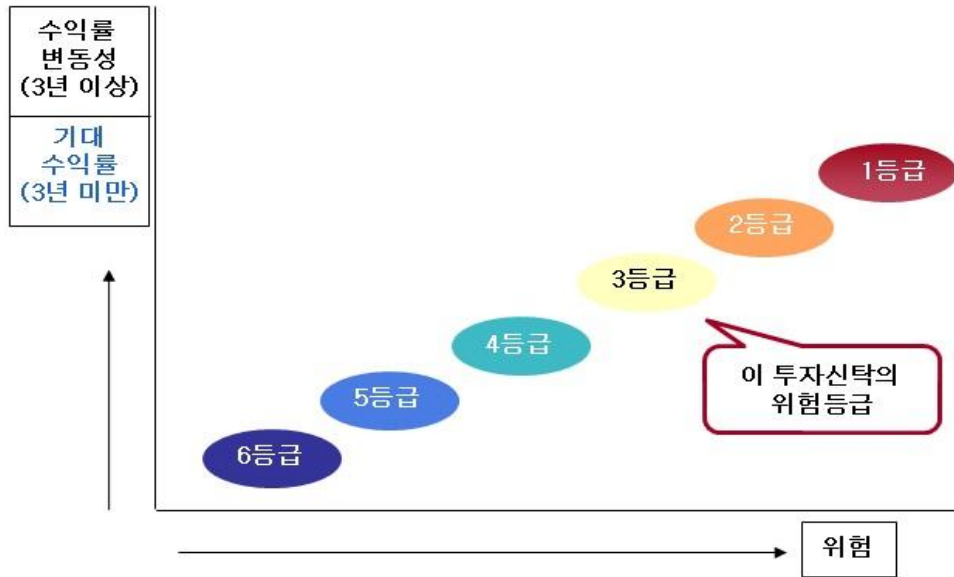 수익률
변동성
(3년 이상)
기대
수익률
(3년 미만)
1등급
2등급
3등급
4등급
이 투자신탁의
위험등급
5등급
6등급
위험